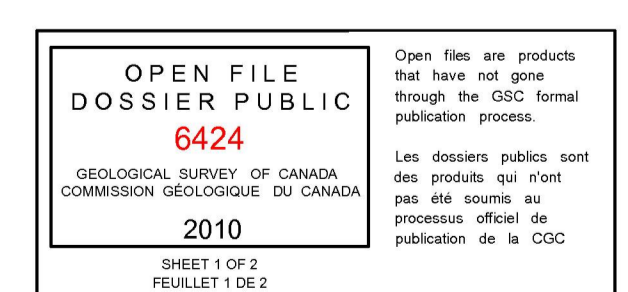 OPEN FILE
DOSSIER PUBLIC
6424
GEOLOGICAL SURVEY OF CANADA
COMMISSION GÉOLOGIQUE DU CANADA
2010
SHEET 1 OF 2
FEUILLET 1 DE 2
Open files are products
that have not gone
through the GSC formal
publication process.
Les dossiers publics sont
des produits qui n'ont
pas été soumis au
processus officiel de
publication de la CGC